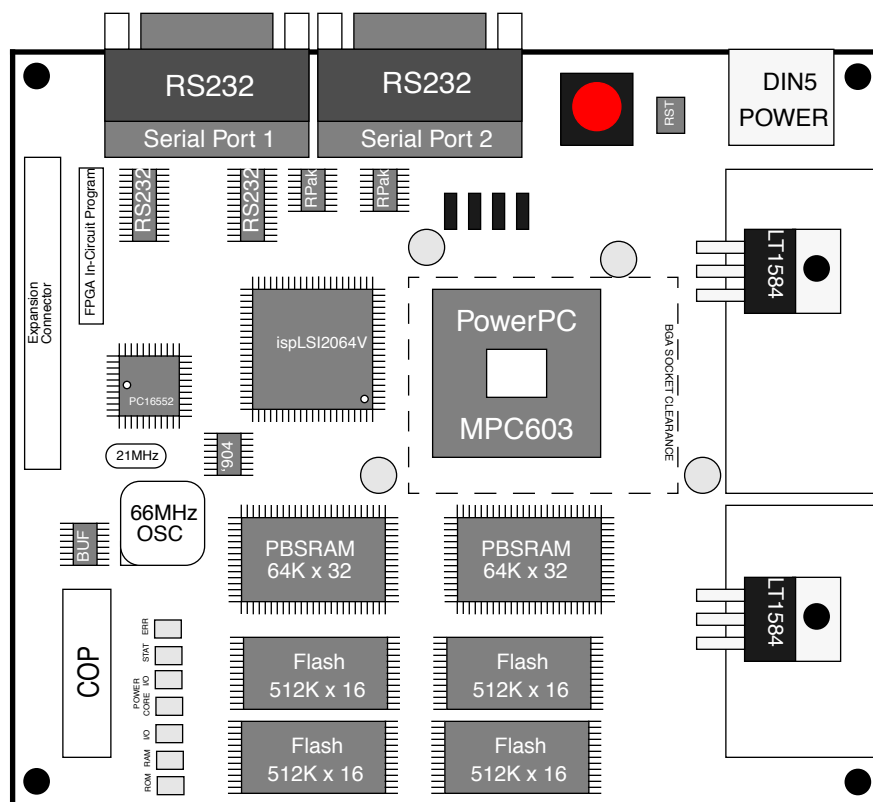 RS232
Serial Port 1
RS232
Serial Port 2
RST
DIN5
POWER
Expansion
Connector
FPGA In-Circuit Program
RS232
RS232
RPak
RPak
LT1584
ispLSI2064V
PowerPC
MPC603
BGA SOCKET CLEARANCE
PC16552
21MHz
'904
66MHz
OSC
BUF
PBSRAM
64K x 32
PBSRAM
64K x 32
LT1584
COP
ERR
STAT
I/O
POWER
CORE
I/O
RAM
ROM
Flash
512K x 16
Flash
512K x 16
Flash
512K x 16
Flash
512K x 16